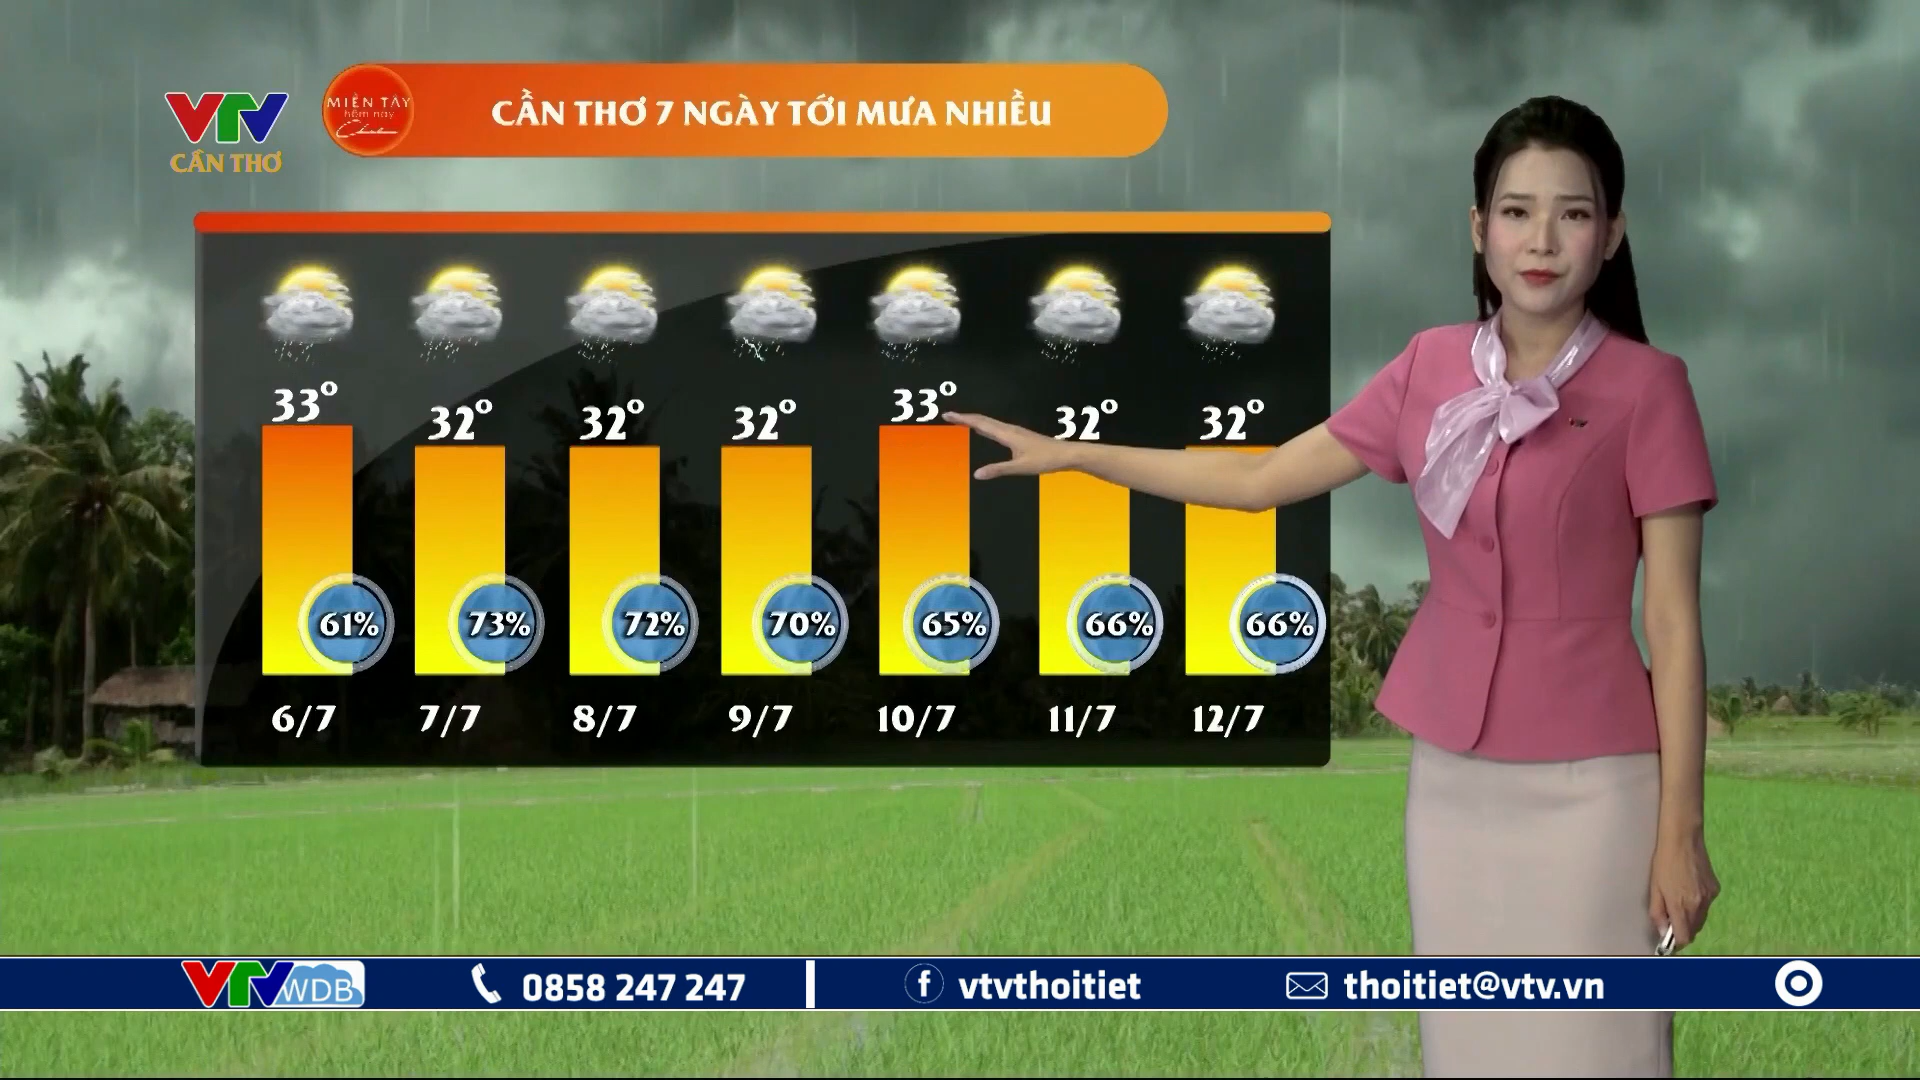 VTV
CẦN THƠ
MIỀN TÂY
hôm nay
CẦN THƠ 7 NGÀY TỚI MƯA NHIỀU
33° 32° 32° 32° 33° 32° 32°
61% 73% 72% 70% 65% 66% 66%
6/7 7/7 8/7 9/7 10/7 11/7 12/7
VTV WDB 0858 247 247 vtvthoitiet thoitiet@vtv.vn